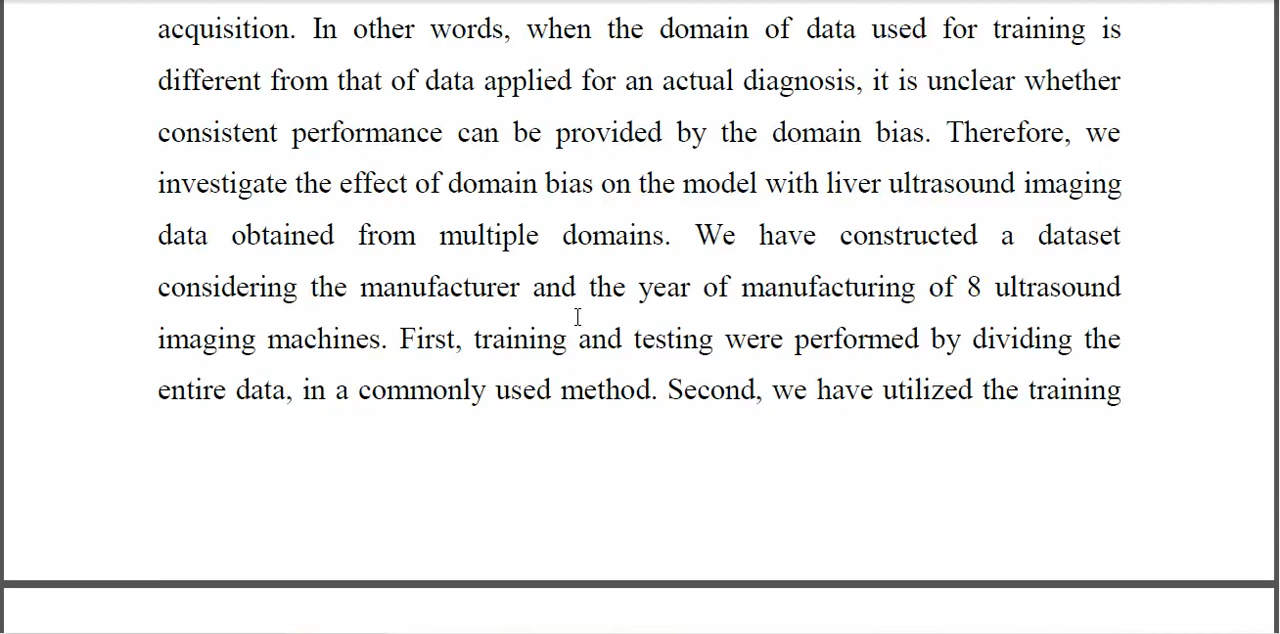 acquisition. In other words, when the domain of data used for training is
different from that of data applied for an actual diagnosis, it is unclear whether
consistent performance can be provided by the domain bias. Therefore, we
investigate the effect of domain bias on the model with liver ultrasound imaging
data obtained from multiple domains. We have constructed a dataset
considering the manufacturer and the year of manufacturing of 8 ultrasound
imaging machines. First, training and testing were performed by dividing the
entire data, in a commonly used method. Second, we have utilized the training